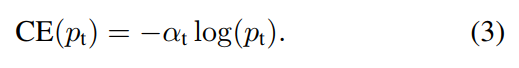 CE(pₜ) = −αₜ log(pₜ). (3)